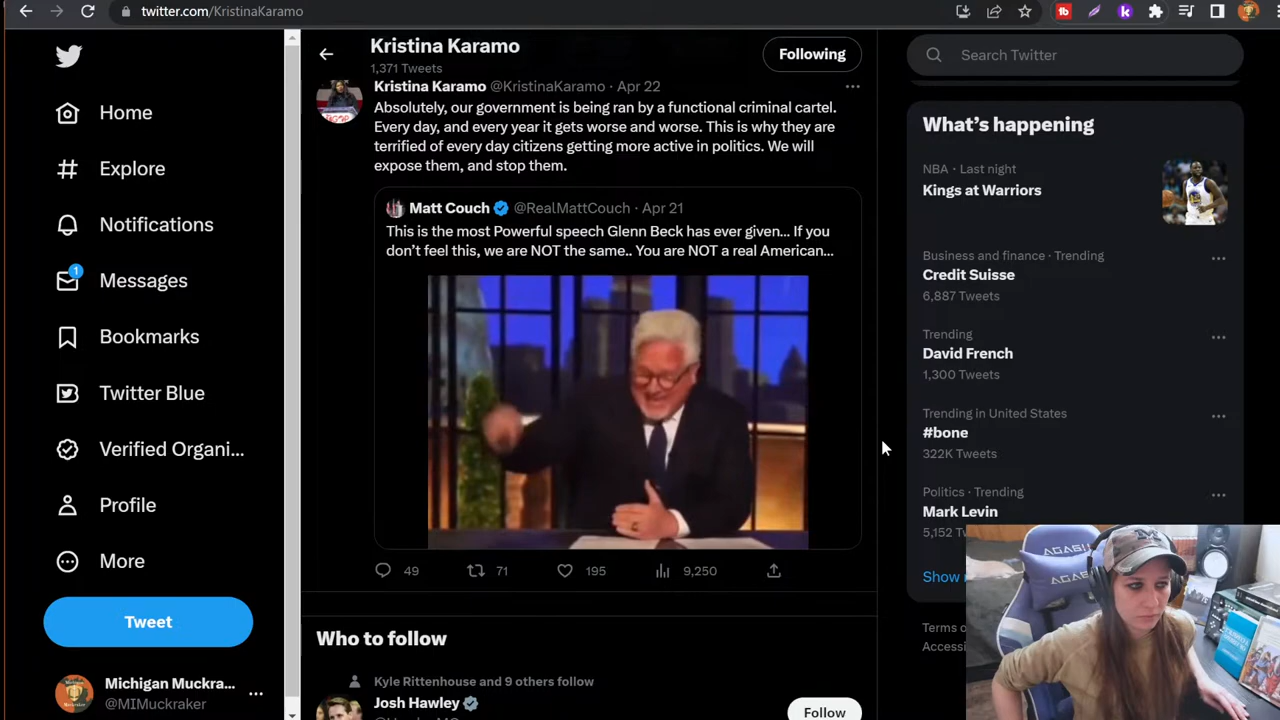 twitter.com/KristinaKaramo
Home
Explore
Notifications
1
Messages
Bookmarks
Twitter Blue
Verified Organi...
Profile
More
Tweet
Michigan Muckra...
@MIMuckraker
Kristina Karamo
1,371 Tweets
Following
Kristina Karamo @KristinaKaramo · Apr 22
Absolutely, our government is being ran by a functional criminal cartel.
Every day, and every year it gets worse and worse. This is why they are
terrified of every day citizens getting more active in politics. We will
expose them, and stop them.
Matt Couch @RealMattCouch · Apr 21
This is the most Powerful speech Glenn Beck has ever given... If you
don't feel this, we are NOT the same.. You are NOT a real American...
49 71 195 9,250
Who to follow
Kyle Rittenhouse and 9 others follow
Josh Hawley
Follow
Search Twitter
What's happening
NBA · Last night
Kings at Warriors
Business and finance · Trending
Credit Suisse
6,887 Tweets
Trending
David French
1,300 Tweets
Trending in United States
#bone
322K Tweets
Politics · Trending
Mark Levin
5,152
Show
Terms o
Accessi